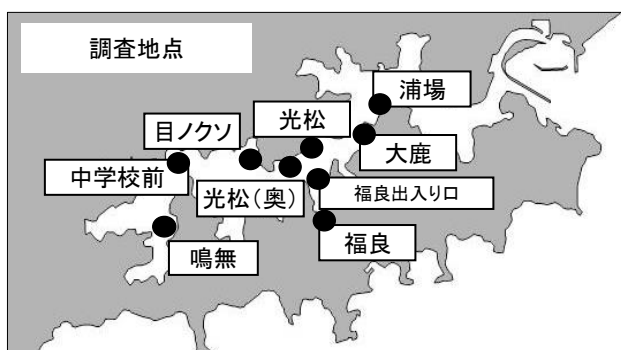 調査地点
浦場
光松
目ノクソ
大鹿
中学校前
光松(奥)
福良出入り口
福良
鳴無